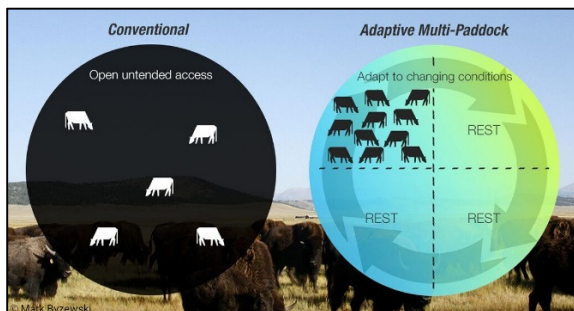 Conventional
Adaptive Multi-Paddock
Open untended access
Adapt to changing conditions
REST
REST
REST
© Mark Byzewski